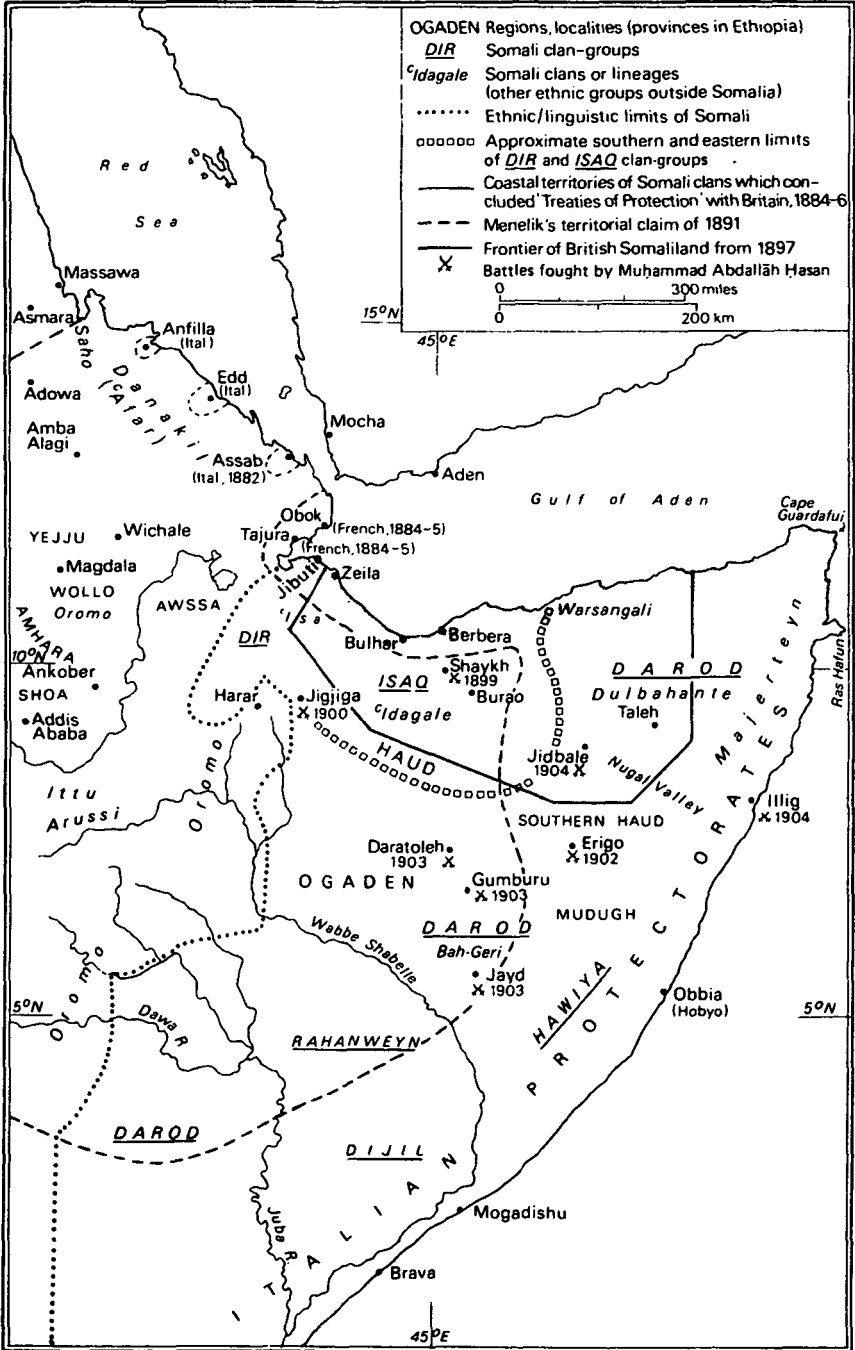 OGADEN Regions, localities (provinces in Ethiopia)
DIR Somali clan-groups
ᶜIdagale Somali clans or lineages
(other ethnic groups outside Somalia)
Ethnic/linguistic limits of Somali
Approximate southern and eastern limits
of DIR and ISAQ clan-groups
Coastal territories of Somali clans which con-
cluded 'Treaties of Protection' with Britain, 1884-6
Menelik's territorial claim of 1891
Frontier of British Somaliland from 1897
Battles fought by Muḥammad Abdallāh Ḥasan
0 300 miles
0 200 km
Red
Sea
Massawa
Asmara
Saho
15°N
45°E
Anfilla
(Ital)
Danakil
(ᶜAfar)
Edd
(Ital)
Adowa
Amba
Alagi
Mocha
Assab
(Ital, 1882)
Aden
Gulf of Aden
Cape
Guardafui
Obok
(French, 1884-5)
Tajura
(French, 1884-5)
Jibuti
Zeila
YEJJU
Wichale
Magdala
WOLLO
Oromo
AWSSA
AMHARA
10°N
Ankober
SHOA
Addis
Ababa
DIR
ᶜIsa
Bulhar
Berbera
Warsangali
Shaykh
1899
ISAQ
Burao
ᶜIdagale
DAROD
Dulbahante
Taleh
Majerteyn
Ras Hafun
Harar
Jigjiga
1900
HAUD
Jidbale
1904
Nugal Valley
Ittu
Arussi
Oromo
SOUTHERN HAUD
Illig
1904
Daratoleh
1903
Erigo
1902
OGADEN
Gumburu
1903
MUDUGH
DAROD
Bah-Geri
Wabbe Shabelle
Jayd
1903
Oromo
5°N
Dawa R.
HAWIYA
Obbia
(Hobyo)
5°N
RAHANWEYN
DAROD
DIJIL
Juba R.
ITALIAN
PROTECTORATES
Mogadishu
Brava
45°E